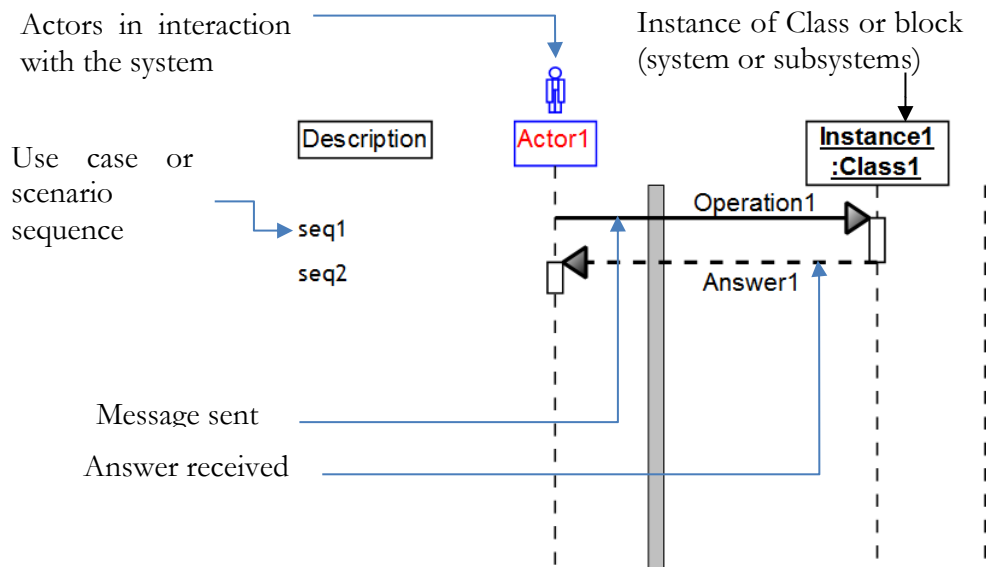 Actors in interaction
with the system
Instance of Class or block
(system or subsystems)
Description
Actor1
Instance1
:Class1
Use case or
scenario
sequence
Operation1
seq1
seq2
Answer1
Message sent
Answer received